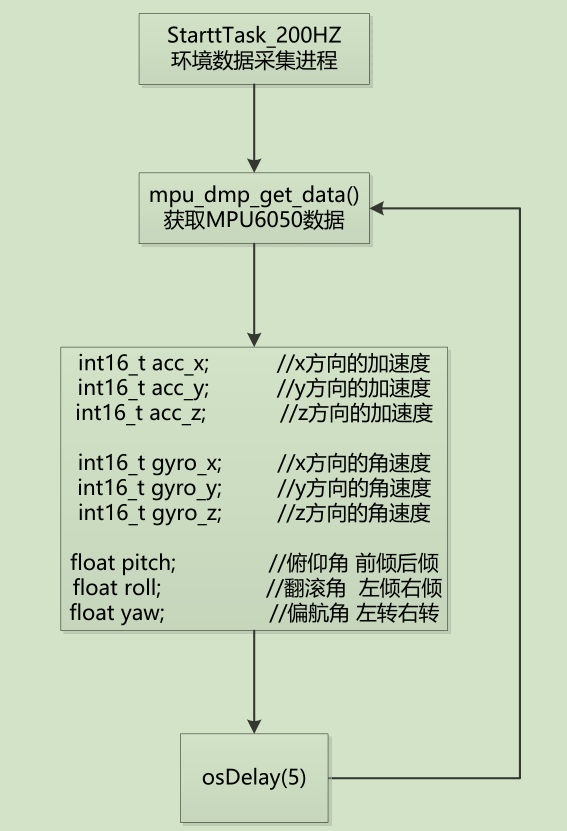 StarttTask_200HZ
环境数据采集进程
mpu_dmp_get_data()
获取MPU6050数据
int16_t acc_x; //x方向的加速度
int16_t acc_y; //y方向的加速度
int16_t acc_z; //z方向的加速度
int16_t gyro_x; //x方向的角速度
int16_t gyro_y; //y方向的角速度
int16_t gyro_z; //z方向的角速度
float pitch; //俯仰角 前倾后倾
float roll; //翻滚角 左倾右倾
float yaw; //偏航角 左转右转
osDelay(5)